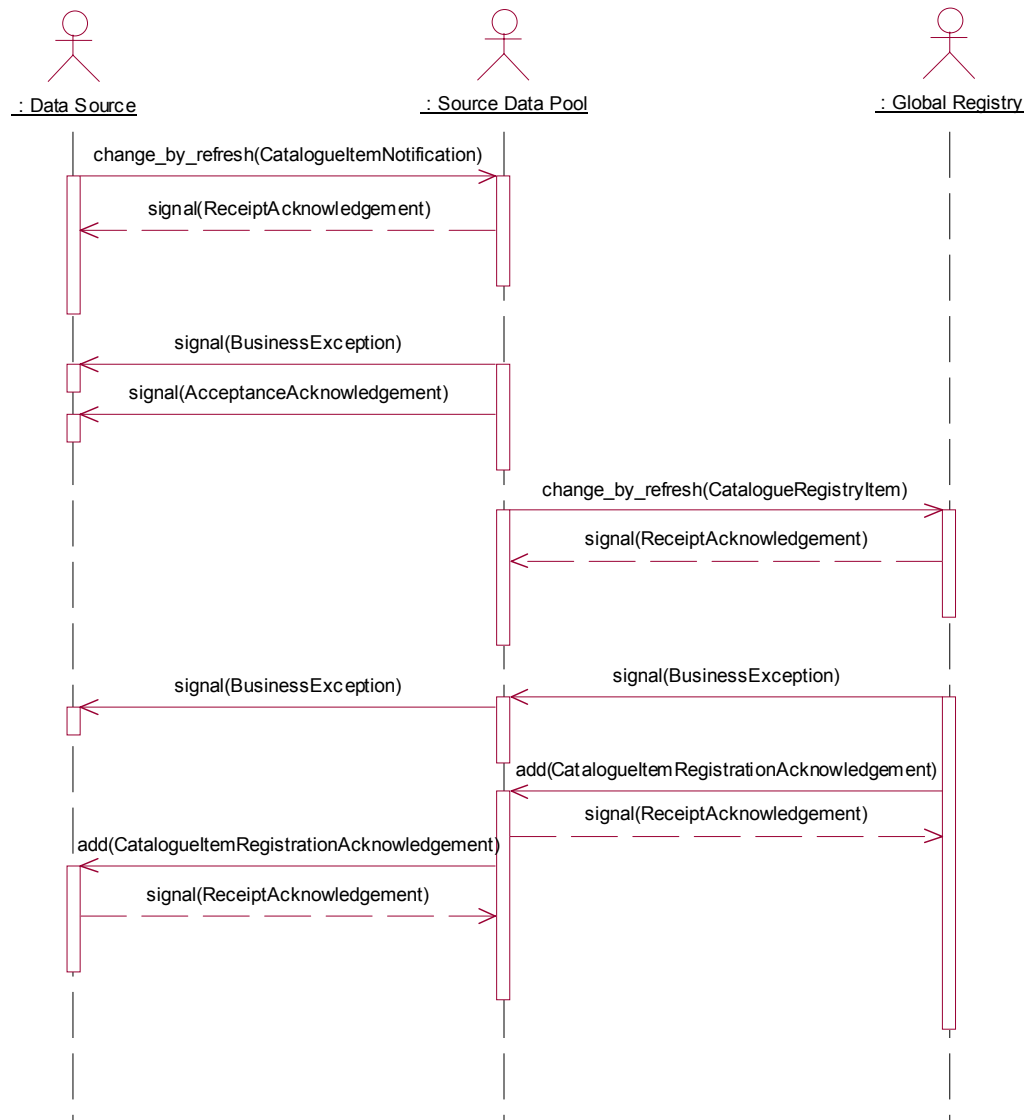 : Data Source
: Source Data Pool
: Global Registry
change_by_refresh(CatalogueItemNotification)
signal(ReceiptAcknowledgement)
signal(BusinessException)
signal(AcceptanceAcknowledgement)
change_by_refresh(CatalogueRegistryItem)
signal(ReceiptAcknowledgement)
signal(BusinessException)
signal(BusinessException)
add(CatalogueItemRegistrationAcknowledgement)
signal(ReceiptAcknowledgement)
add(CatalogueItemRegistrationAcknowledgement)
signal(ReceiptAcknowledgement)